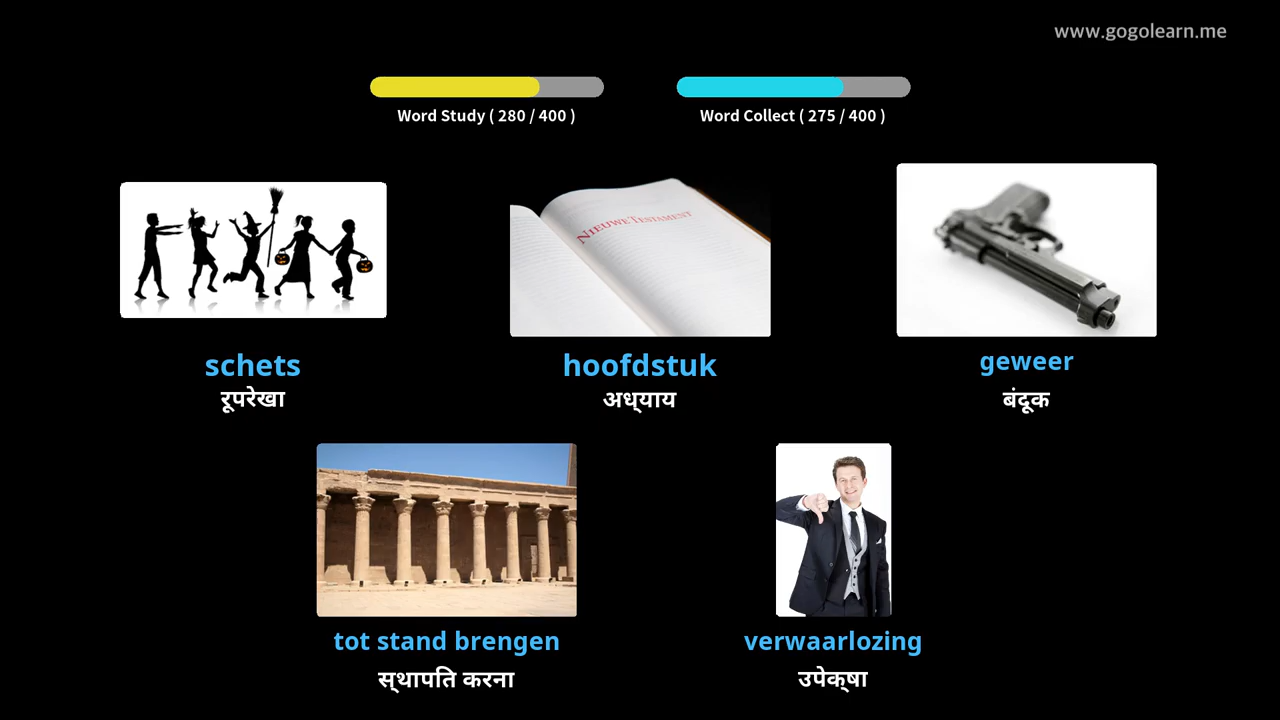 www.gogolearn.me
Word Study ( 280 / 400 )
Word Collect ( 275 / 400 )
NIEUWE TESTAMENT
schets
रूपरेखा
hoofdstuk
अध्याय
geweer
बंदूक
tot stand brengen
स्थापति करना
verwaarlozing
उपेक्षा